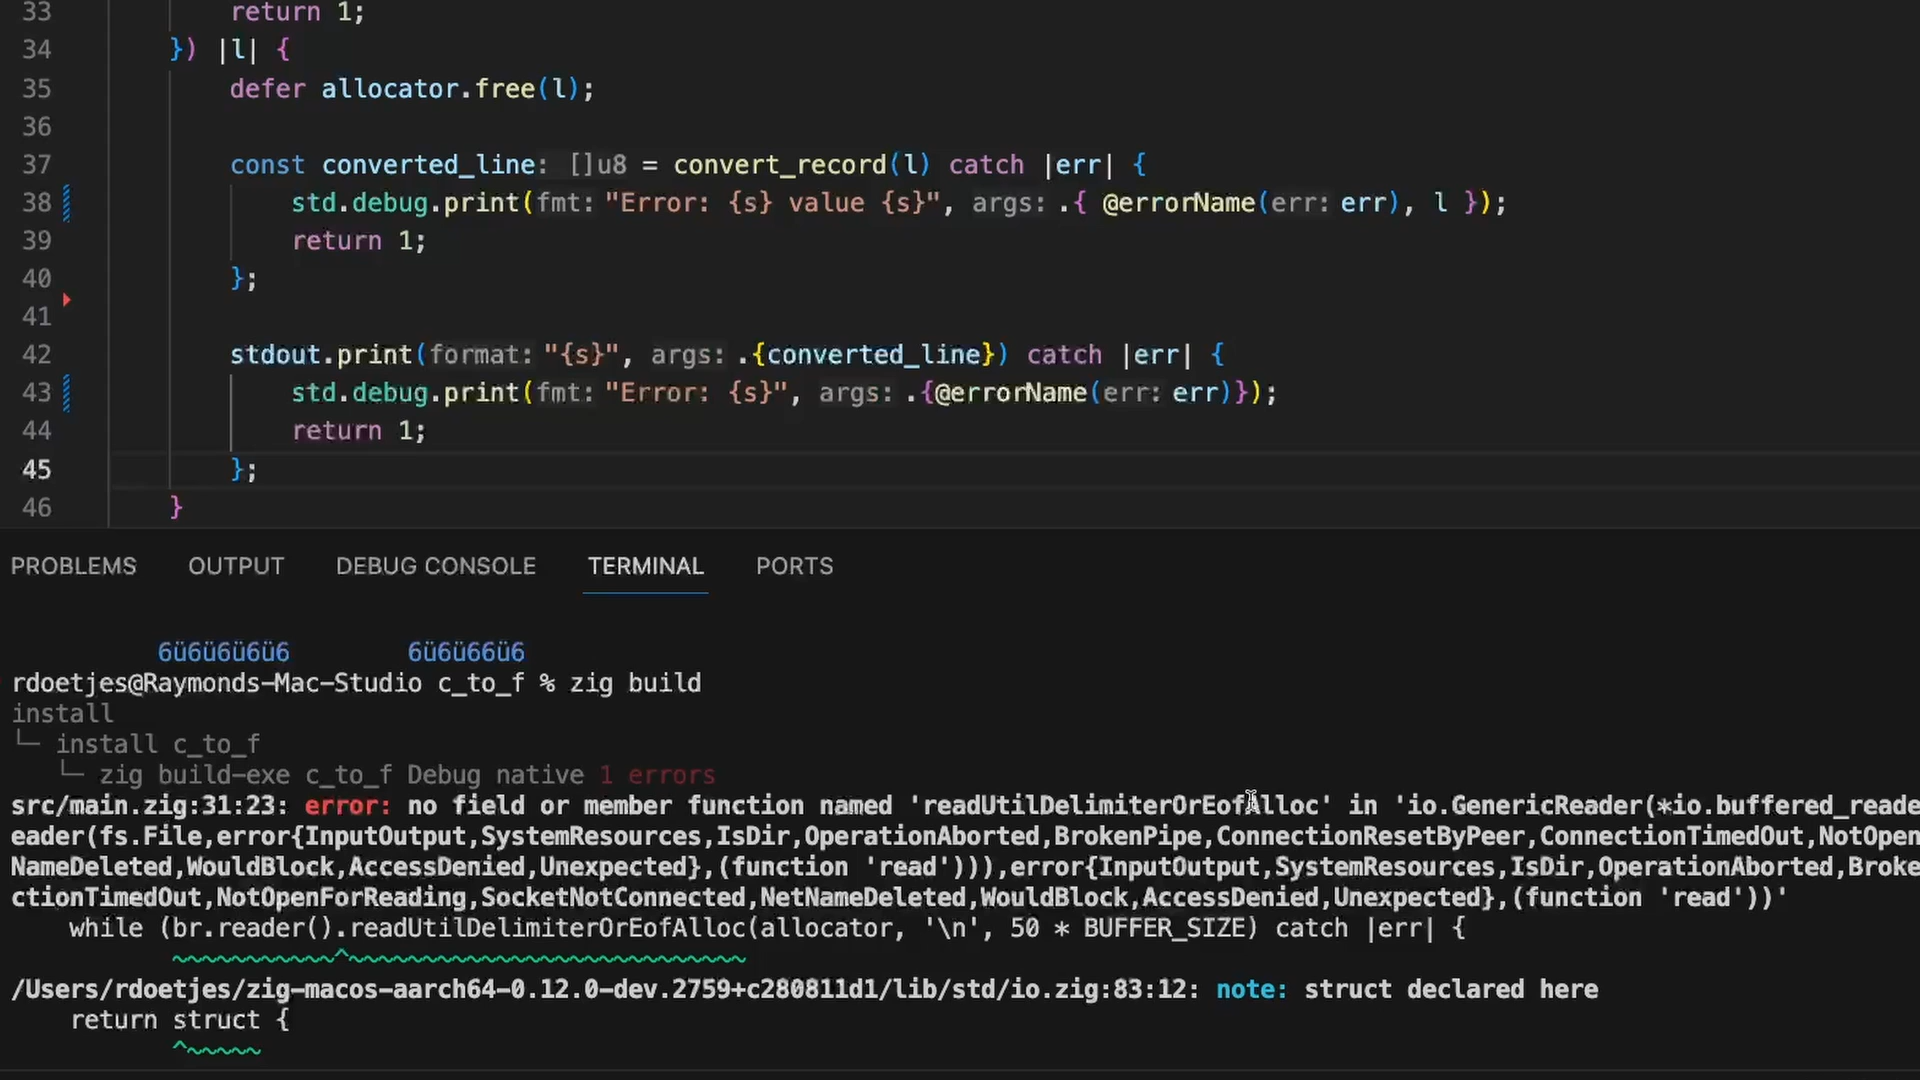 33 return 1;
34 }) |l| {
35 defer allocator.free(l);
36
37 const converted_line: []u8 = convert_record(l) catch |err| {
38 std.debug.print(fmt: "Error: {s} value {s}", args: .{ @errorName(err: err), l });
39 return 1;
40 };
41
42 stdout.print(format: "{s}", args: .{converted_line}) catch |err| {
43 std.debug.print(fmt: "Error: {s}", args: .{@errorName(err: err)});
44 return 1;
45 };
46 }
PROBLEMS OUTPUT DEBUG CONSOLE TERMINAL PORTS
6ü6ü6ü6ü6 6ü6ü66ü6
rdoetjes@Raymonds-Mac-Studio c_to_f % zig build
install
└─ install c_to_f
└─ zig build-exe c_to_f Debug native 1 errors
src/main.zig:31:23: error: no field or member function named 'readUtilDelimiterOrEofAlloc' in 'io.GenericReader(*io.buffered_reade
eader(fs.File,error{InputOutput,SystemResources,IsDir,OperationAborted,BrokenPipe,ConnectionResetByPeer,ConnectionTimedOut,NotOpen
NameDeleted,WouldBlock,AccessDenied,Unexpected},(function 'read'))),error{InputOutput,SystemResources,IsDir,OperationAborted,Broke
ctionTimedOut,NotOpenForReading,SocketNotConnected,NetNameDeleted,WouldBlock,AccessDenied,Unexpected},(function 'read'))'
while (br.reader().readUtilDelimiterOrEofAlloc(allocator, '\n', 50 * BUFFER_SIZE) catch |err| {
~~~~~~~~~~~^~~~~~~~~~~~~~~~~~~~~~~~~~~~
/Users/rdoetjes/zig-macos-aarch64-0.12.0-dev.2759+c280811d1/lib/std/io.zig:83:12: note: struct declared here
return struct {
^~~~~~